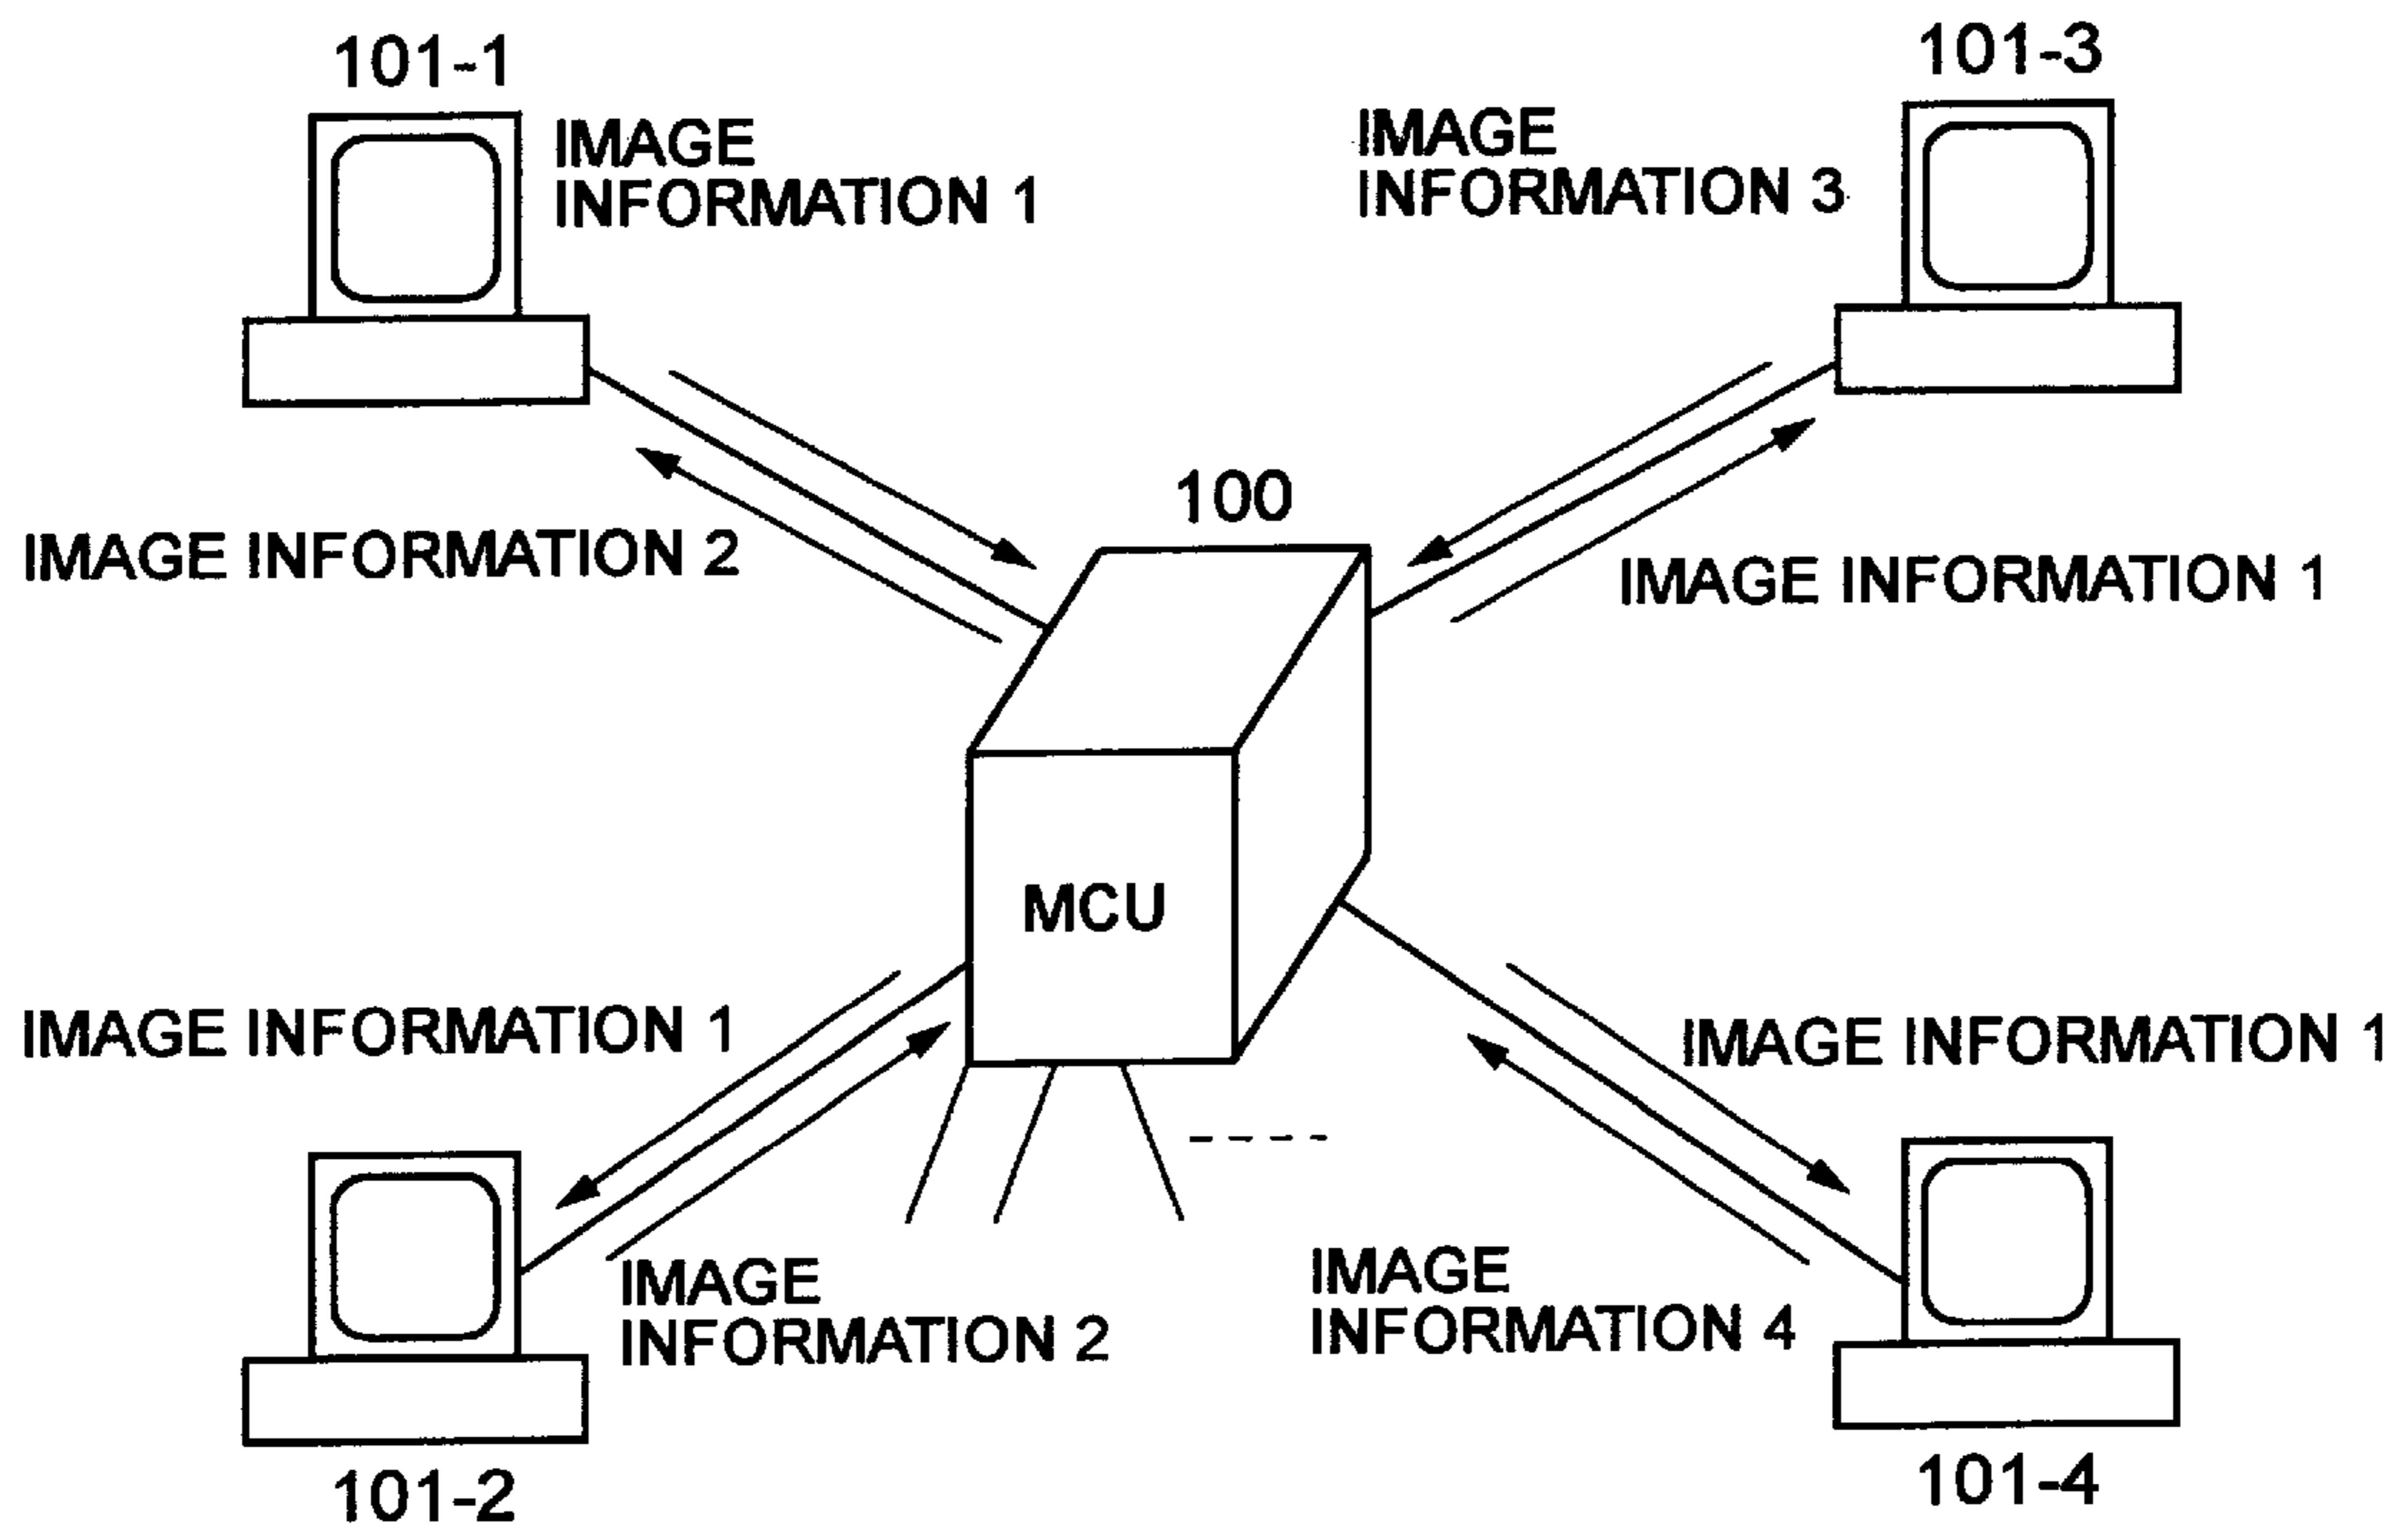 101-1
IMAGE
INFORMATION 1
101-3
IMAGE
INFORMATION 3
100
IMAGE INFORMATION 2
IMAGE INFORMATION 1
MCU
IMAGE INFORMATION 1
IMAGE INFORMATION 1
IMAGE
INFORMATION 2
IMAGE
INFORMATION 4
101-2
101-4